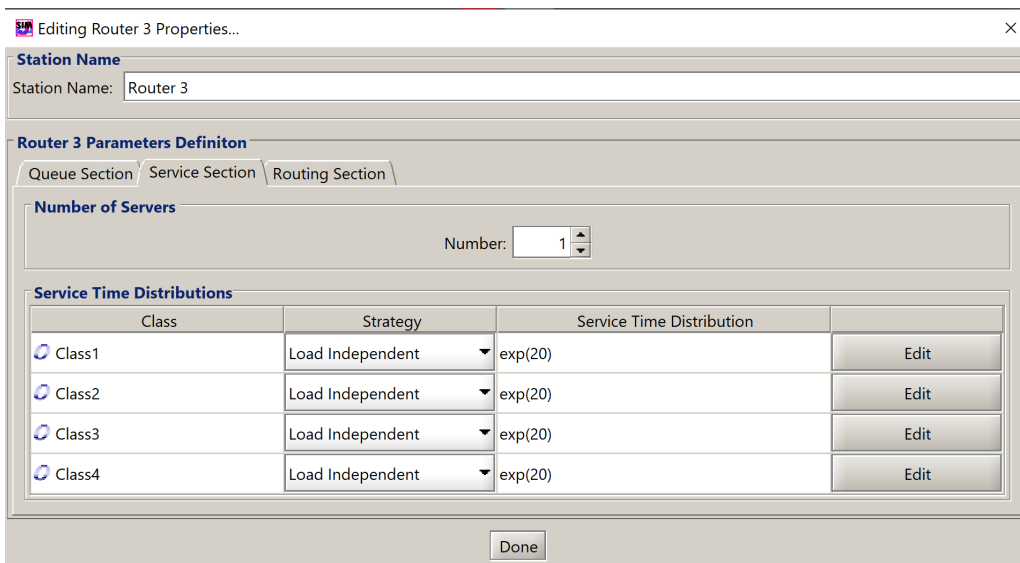 SIM
Editing Router 3 Properties...
Station Name
Station Name: Router 3
Router 3 Parameters Definiton
Queue Section Service Section Routing Section
Number of Servers
Number: 1
Service Time Distributions
Class Strategy Service Time Distribution
Class1 Load Independent exp(20) Edit
Class2 Load Independent exp(20) Edit
Class3 Load Independent exp(20) Edit
Class4 Load Independent exp(20) Edit
Done